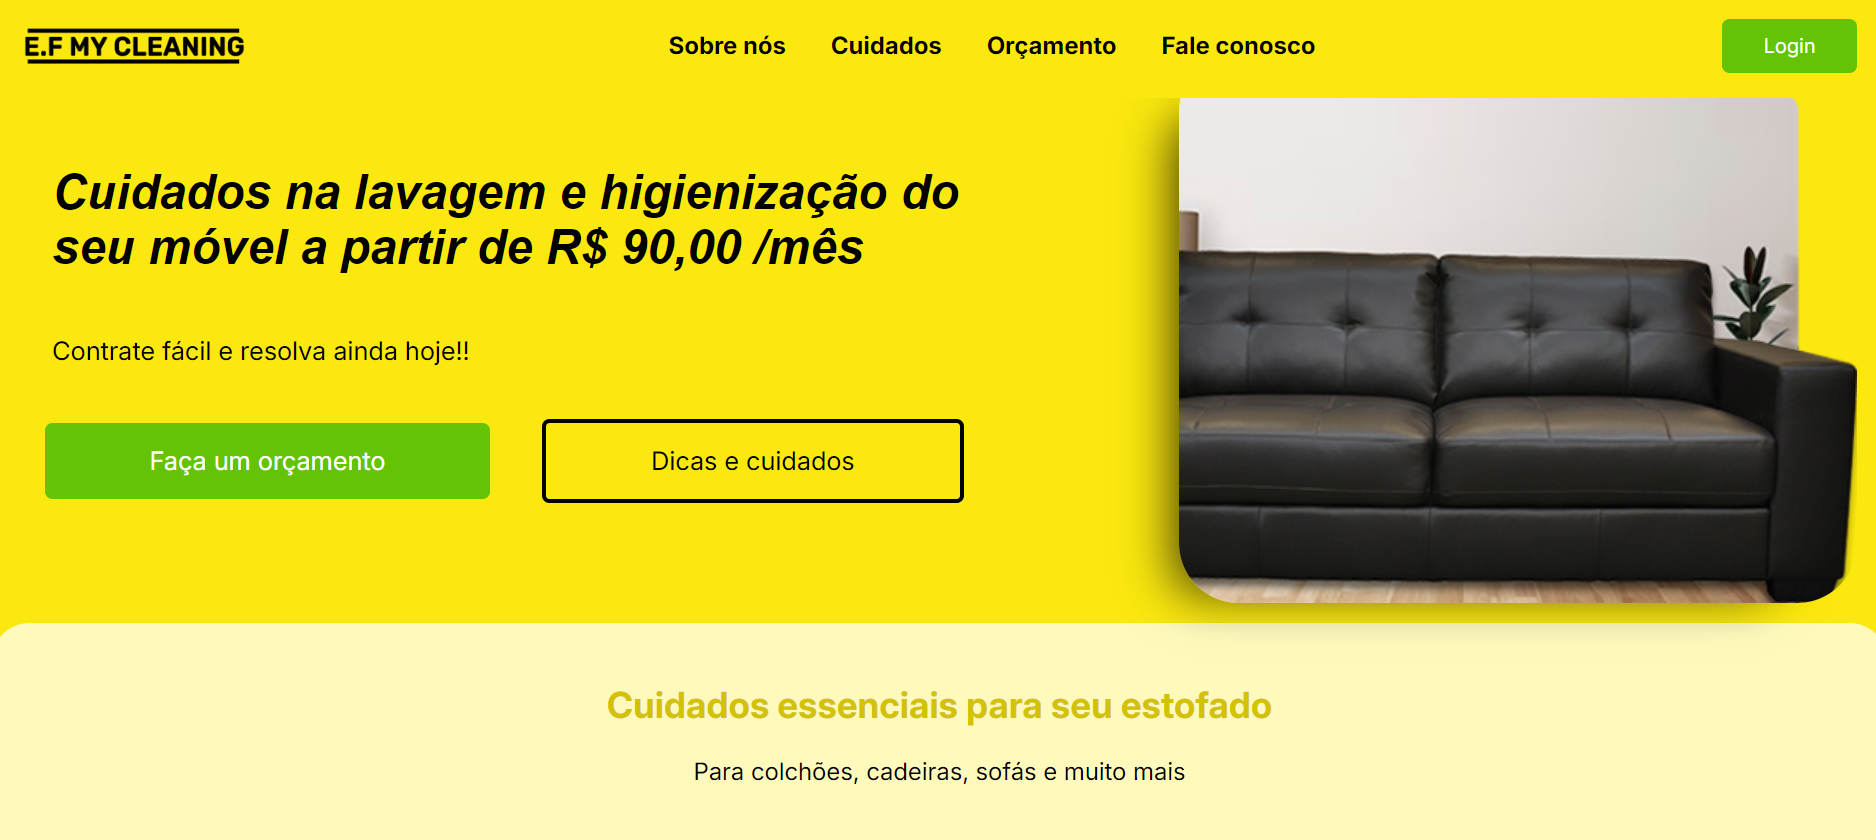 E.F MY CLEANING
Sobre nós
Cuidados
Orçamento
Fale conosco
Login
Cuidados na lavagem e higienização do
seu móvel a partir de R$ 90,00 /mês
Contrate fácil e resolva ainda hoje!!
Faça um orçamento
Dicas e cuidados
Cuidados essenciais para seu estofado
Para colchões, cadeiras, sofás e muito mais